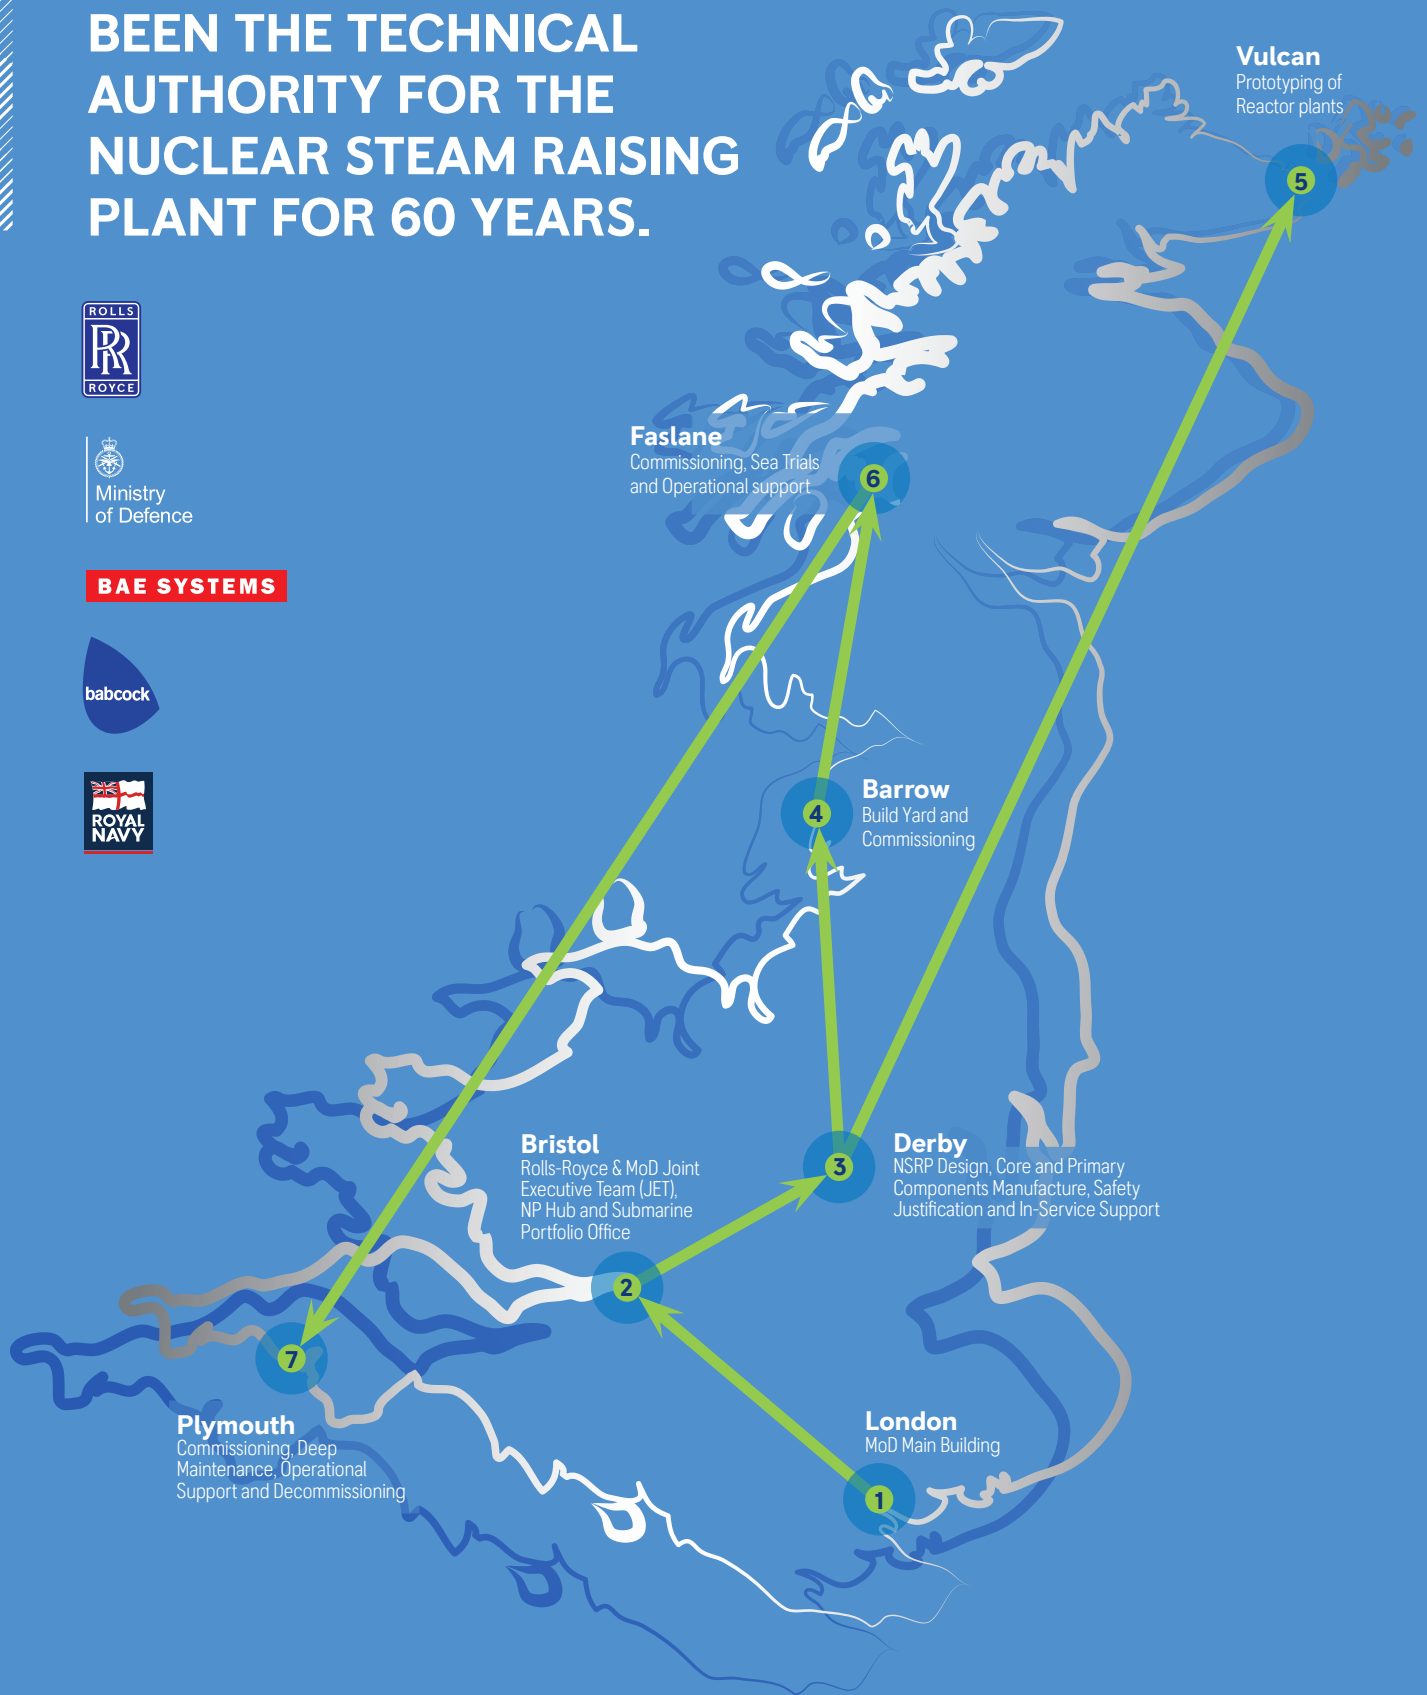 BEEN THE TECHNICAL
AUTHORITY FOR THE
NUCLEAR STEAM RAISING
PLANT FOR 60 YEARS.
Vulcan
Prototyping of
Reactor plants
5
ROLLS
RR
ROYCE
Ministry
of Defence
BAE SYSTEMS
babcock
ROYAL
NAVY
Faslane
Commissioning, Sea Trials
and Operational support
6
Barrow
Build Yard and
Commissioning
4
Bristol
Rolls-Royce & MoD Joint
Executive Team (JET),
NP Hub and Submarine
Portfolio Office
2
Derby
NSRP Design, Core and Primary
Components Manufacture, Safety
Justification and In-Service Support
3
7
Plymouth
Commissioning, Deep
Maintenance, Operational
Support and Decommissioning
London
MoD Main Building
1